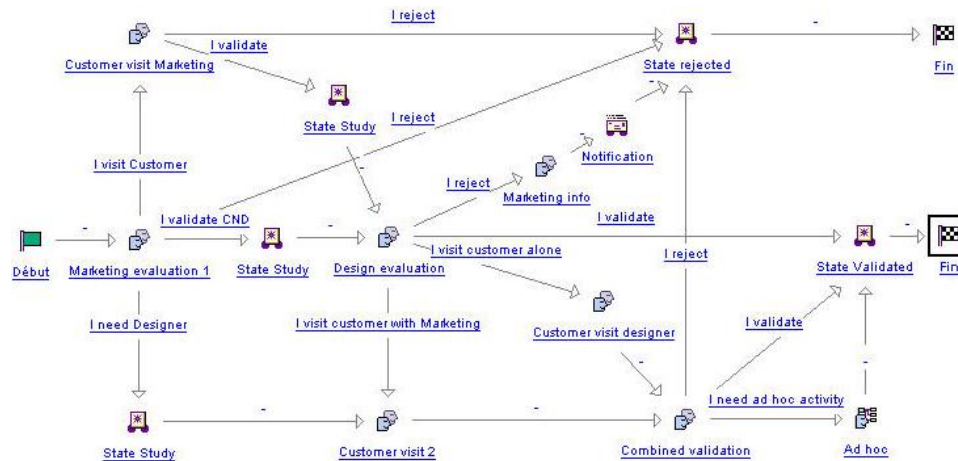 I reject
I validate
Customer visit Marketing
State rejected
Fin
State Study
I reject
Notification
I visit Customer
I reject
Marketing info
I validate CND
I validate
I visit customer alone
Début
Marketing evaluation 1
State Study
Design evaluation
I reject
State Validated
Fin
I need Designer
I visit customer with Marketing
Customer visit designer
I validate
I need ad hoc activity
State Study
Customer visit 2
Combined validation
Ad hoc